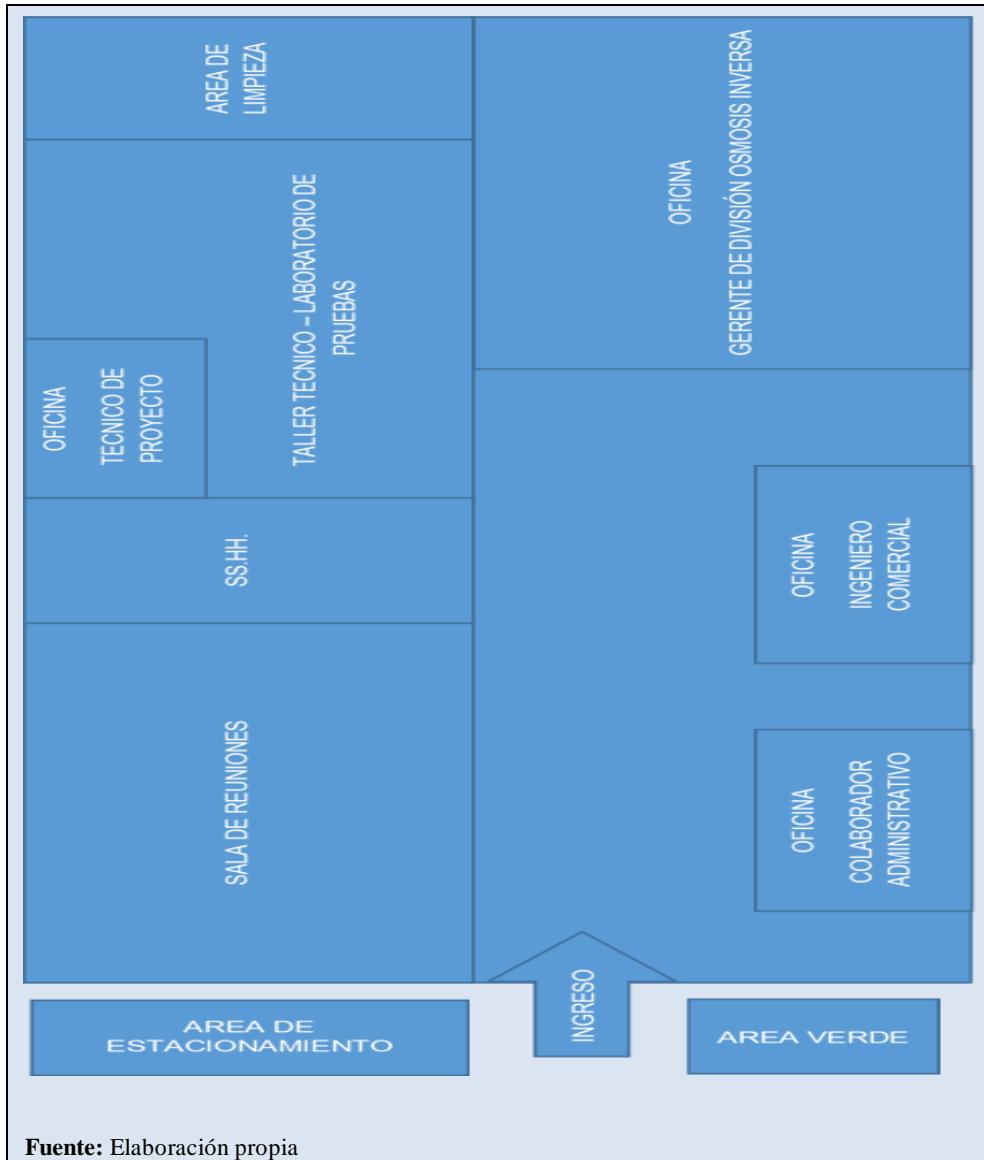 AREA DE
LIMPIEZA
OFICINA
GERENTE DE DIVISIÓN OSMOSIS INVERSA
OFICINA
TECNICO DE
PROYECTO
TALLER TECNICO – LABORATORIO DE
PRUEBAS
SS.HH.
OFICINA
INGENIERO
COMERCIAL
SALA DE REUNIONES
OFICINA
COLABORADOR
ADMINISTRATIVO
INGRESO
AREA DE
ESTACIONAMIENTO
AREA VERDE
Fuente: Elaboración propia